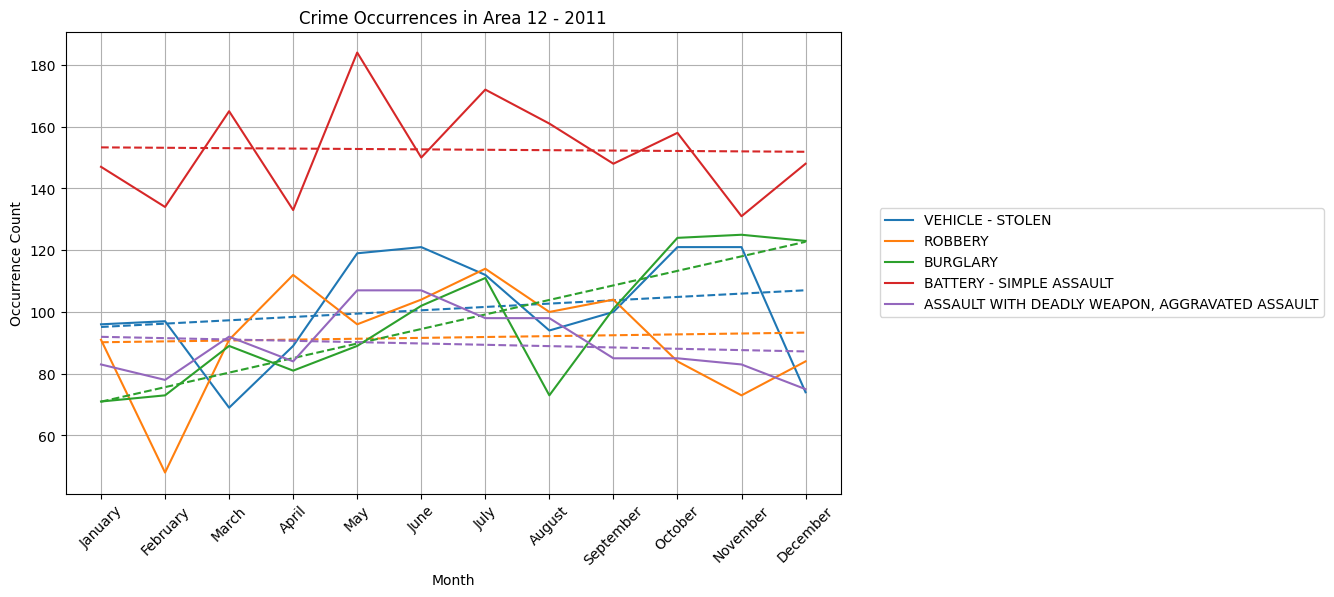 Crime Occurrences in Area 12 - 2011
Occurrence Count
180
160
140
120
100
80
60
January
February
March
April
May
June
July
August
September
October
November
December
Month
VEHICLE - STOLEN
ROBBERY
BURGLARY
BATTERY - SIMPLE ASSAULT
ASSAULT WITH DEADLY WEAPON, AGGRAVATED ASSAULT